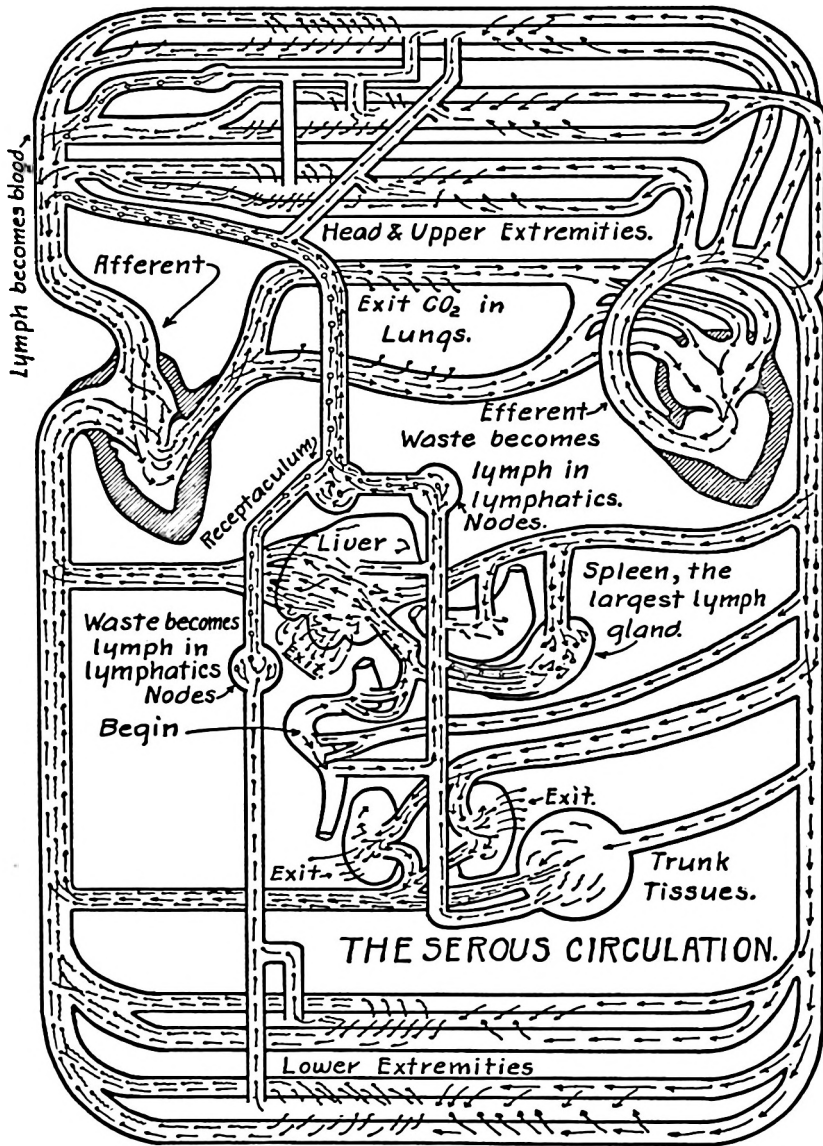 Lymph becomes blood
Head & Upper Extremities.
Afferent
Exit CO2 in
Lungs.
Efferent
Waste becomes
lymph in
lymphatics.
Nodes.
Receptaculum
Liver
Spleen, the
largest lymph
gland.
Waste becomes
lymph in
lymphatics
Nodes
Exit.
Begin
Exit.
Exit
Trunk
Tissues.
THE SEROUS CIRCULATION.
Lower Extremities